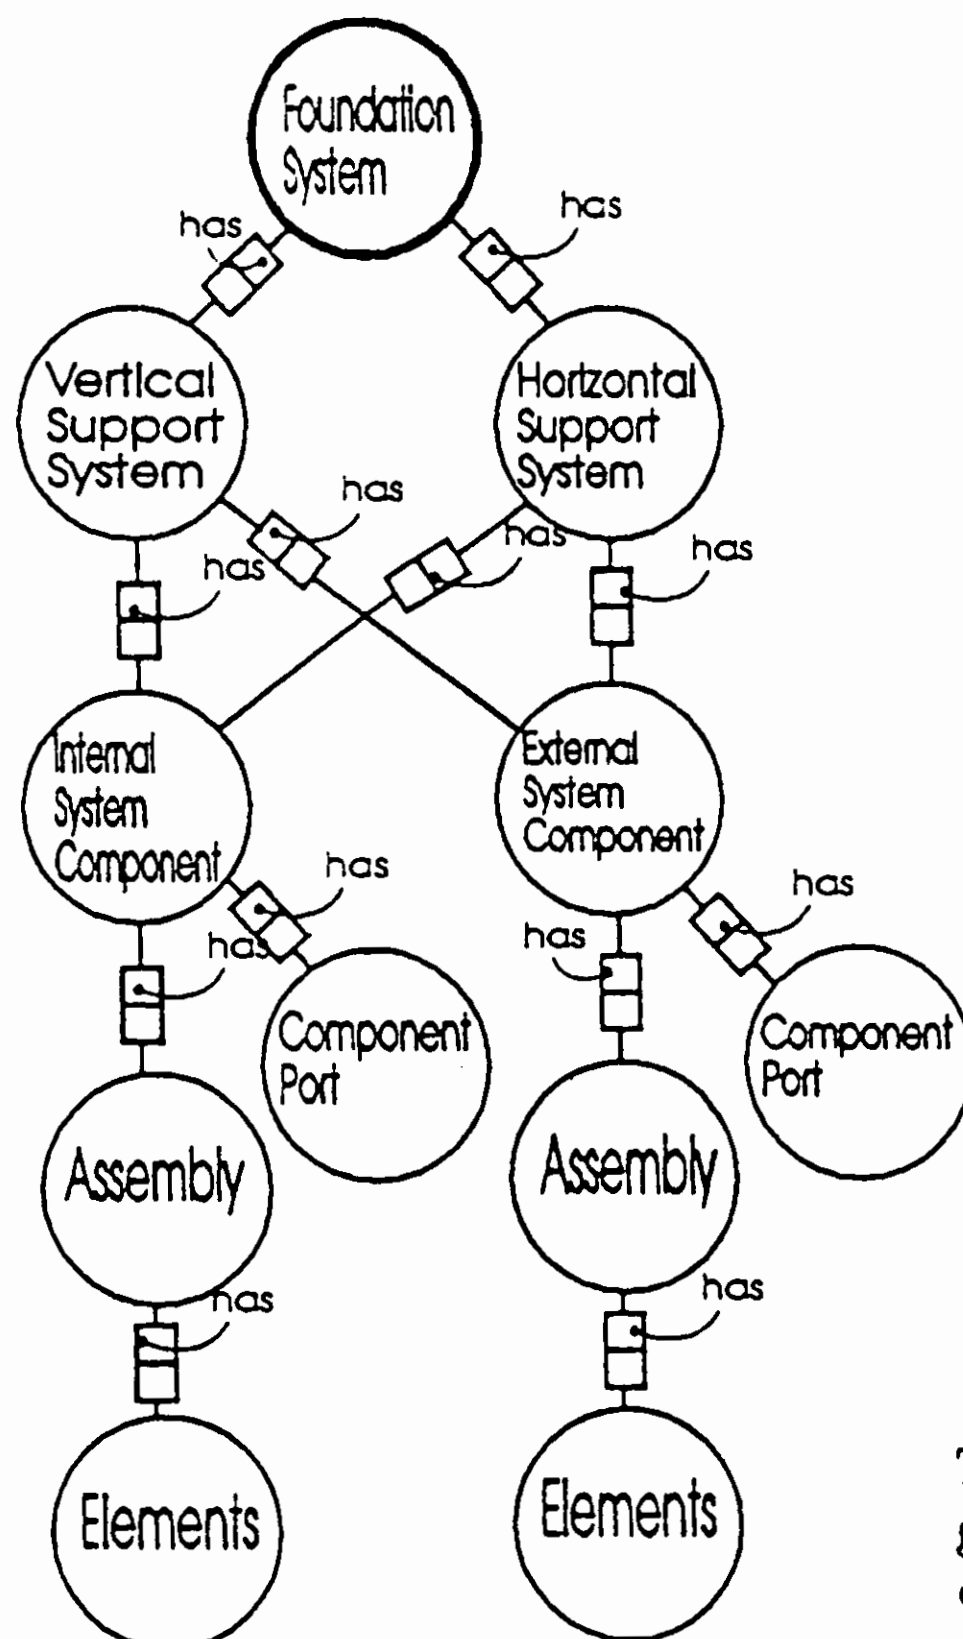 Foundation
System
has
has
Vertical
Support
System
Horizontal
Support
System
has
has
has
has
Internal
System
Component
External
System
Component
has
has
has
has
Component
Port
Component
Port
Assembly
Assembly
has
has
Elements
Elements